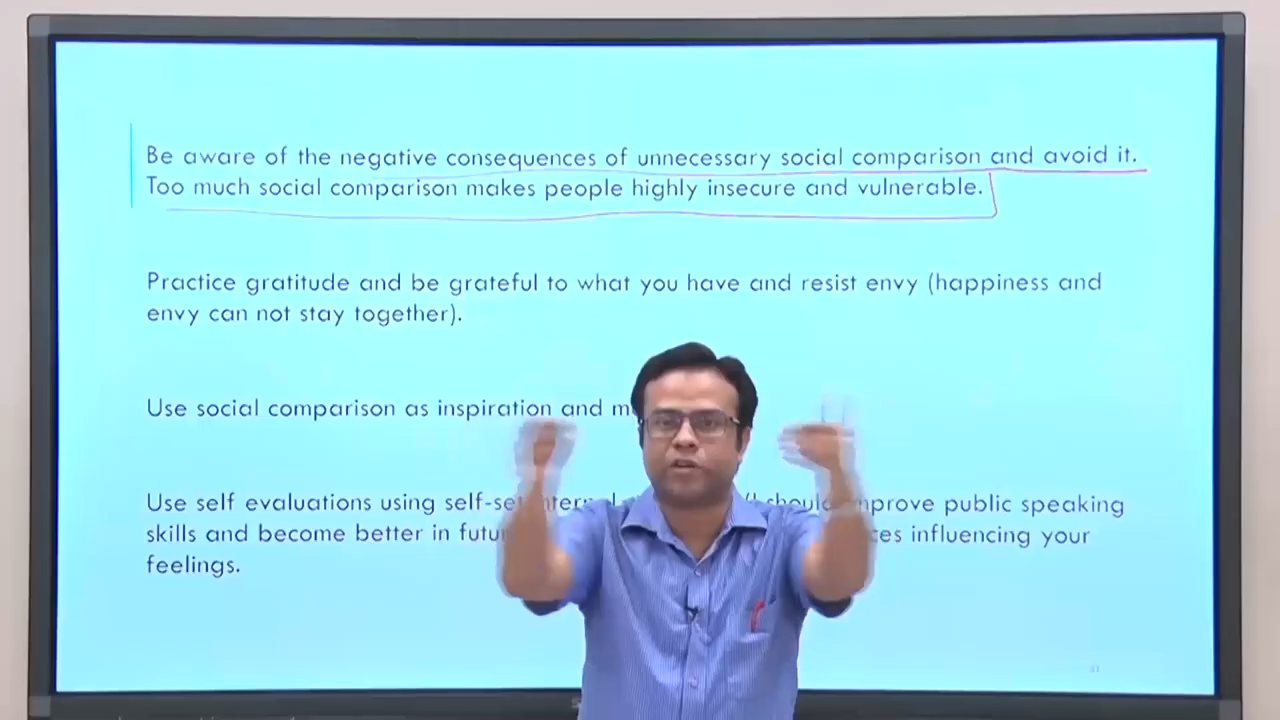 Be aware of the negative consequences of unnecessary social comparison and avoid it.
Too much social comparison makes people highly insecure and vulnerable.
Practice gratitude and be grateful to what you have and resist envy (happiness and
envy can not stay together).
Use social comparison as inspiration and
Use self evaluations using self-set should improve public speaking
skills and become better in influencing your
feelings.